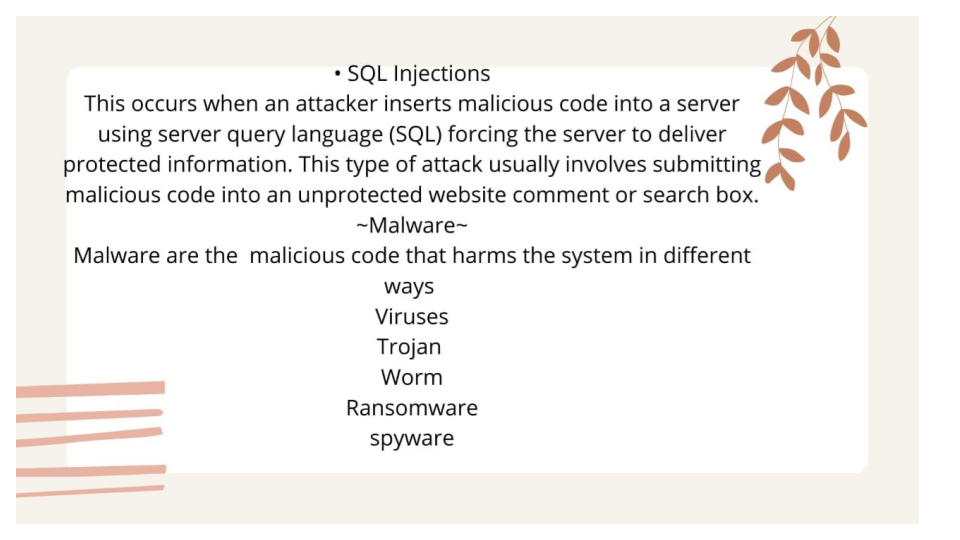 • SQL Injections
This occurs when an attacker inserts malicious code into a server
using server query language (SQL) forcing the server to deliver
protected information. This type of attack usually involves submitting
malicious code into an unprotected website comment or search box.
~Malware~
Malware are the  malicious code that harms the system in different
ways
Viruses
Trojan
Worm
Ransomware
spyware